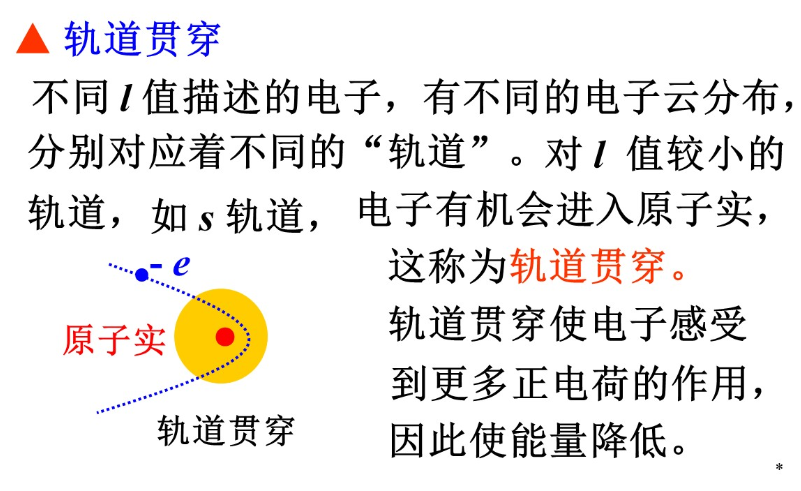 ▲ 轨道贯穿
不同 l 值描述的电子，有不同的电子云分布，
分别对应着不同的“轨道”。对 l 值较小的
轨道，如 s 轨道，电子有机会进入原子实，
这称为轨道贯穿。
轨道贯穿使电子感受
到更多正电荷的作用，
因此使能量降低。
- e
原子实
轨道贯穿
*